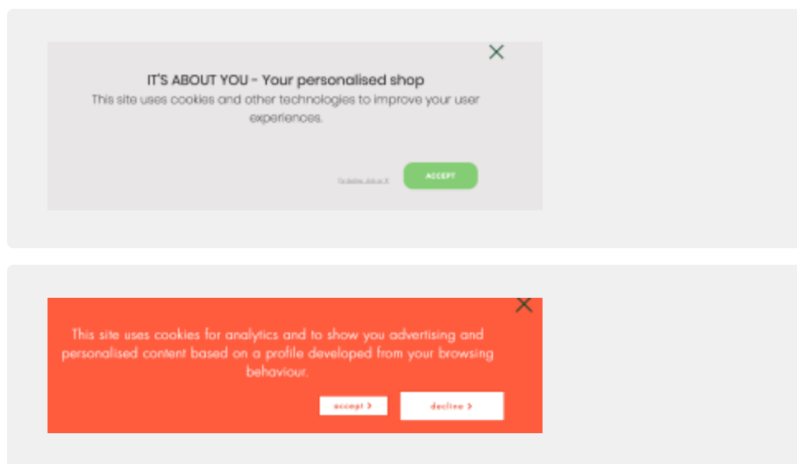 IT'S ABOUT YOU - Your personalised shop
This site uses cookies and other technologies to improve your user
experiences.
ACCEPT
This site uses cookies for analytics and to show you advertising and
personalised content based on a profile developed from your browsing
behaviour.
accept >
decline >